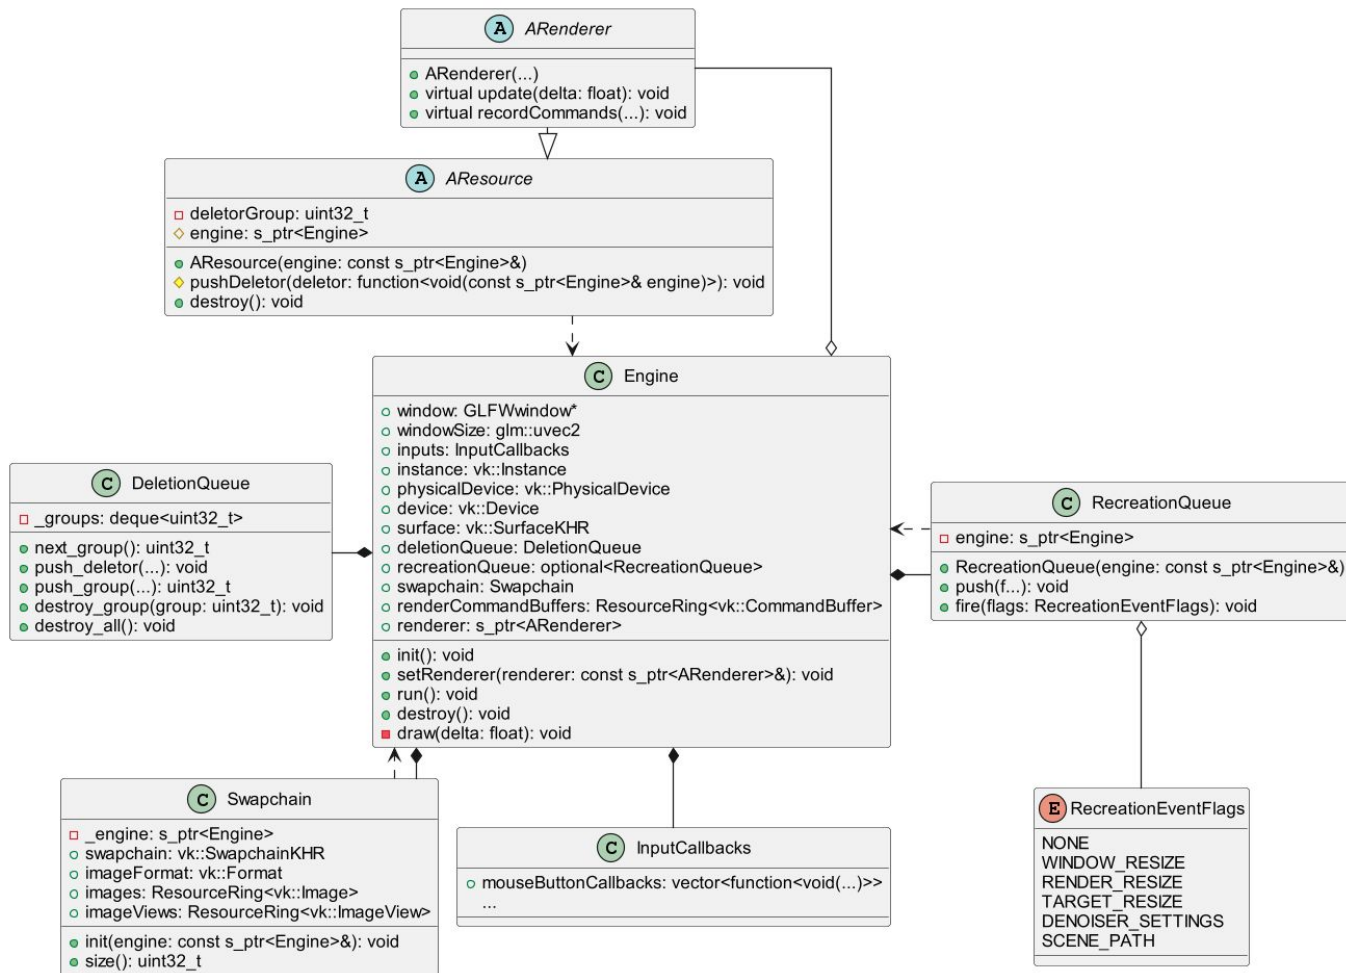 A ARenderer
ARenderer(...)
virtual update(delta: float): void
virtual recordCommands(...): void
A AResource
deletorGroup: uint32_t
engine: s_ptr<Engine>
AResource(engine: const s_ptr<Engine>&)
pushDeletor(deletor: function<void(const s_ptr<Engine>& engine)>): void
destroy(): void
C Engine
window: GLFWwindow*
windowSize: glm::uvec2
inputs: InputCallbacks
instance: vk::Instance
physicalDevice: vk::PhysicalDevice
device: vk::Device
surface: vk::SurfaceKHR
deletionQueue: DeletionQueue
recreationQueue: optional<RecreationQueue>
swapchain: Swapchain
renderCommandBuffers: ResourceRing<vk::CommandBuffer>
renderer: s_ptr<ARenderer>
init(): void
setRenderer(renderer: const s_ptr<ARenderer>&): void
run(): void
destroy(): void
draw(delta: float): void
C DeletionQueue
_groups: deque<uint32_t>
next_group(): uint32_t
push_deletor(...): void
push_group(...): uint32_t
destroy_group(group: uint32_t): void
destroy_all(): void
C RecreationQueue
engine: s_ptr<Engine>
RecreationQueue(engine: const s_ptr<Engine>&)
push(f...): void
fire(flags: RecreationEventFlags): void
C Swapchain
_engine: s_ptr<Engine>
swapchain: vk::SwapchainKHR
imageFormat: vk::Format
images: ResourceRing<vk::Image>
imageViews: ResourceRing<vk::ImageView>
init(engine: const s_ptr<Engine>&): void
size(): uint32_t
C InputCallbacks
mouseButtonCallbacks: vector<function<void(...)>>
...
E RecreationEventFlags
NONE
WINDOW_RESIZE
RENDER_RESIZE
TARGET_RESIZE
DENOISER_SETTINGS
SCENE_PATH